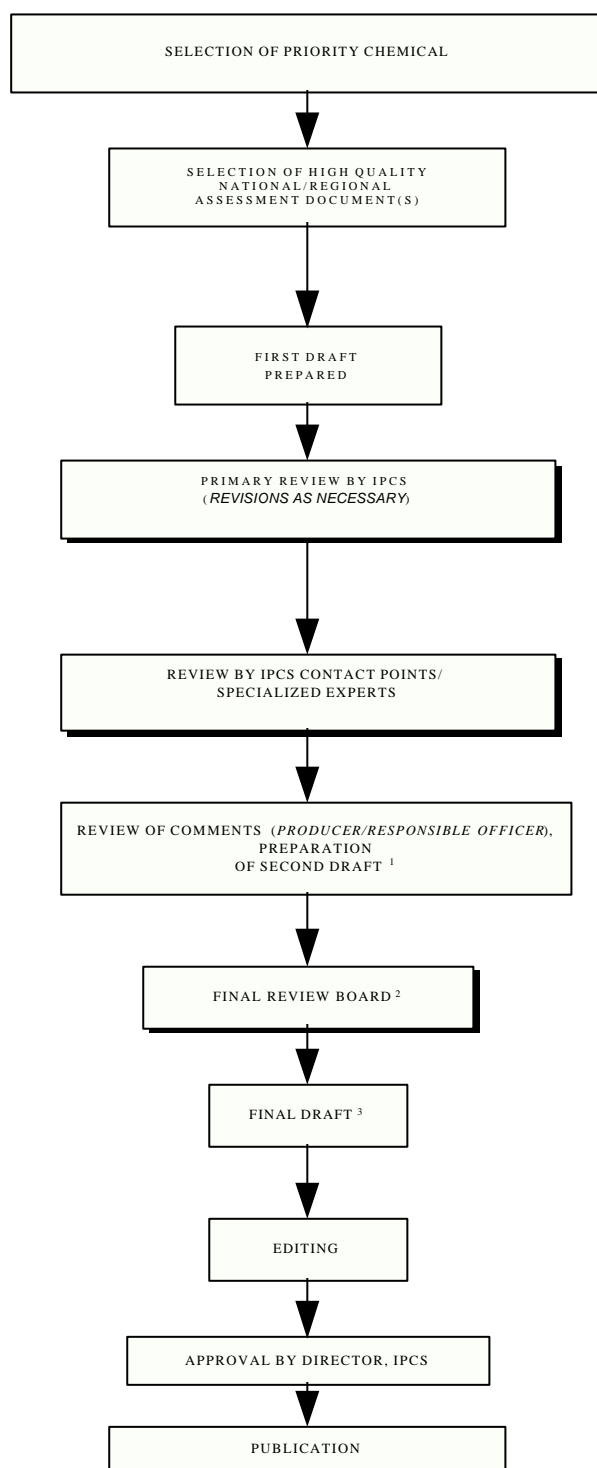 SELECTION OF PRIORITY CHEMICAL
SELECTION OF HIGH QUALITY
NATIONAL/REGIONAL
ASSESSMENT DOCUMENT(S)
FIRST DRAFT
PREPARED
PRIMARY REVIEW BY IPCS
(REVISIONS AS NECESSARY)
REVIEW BY IPCS CONTACT POINTS/
SPECIALIZED EXPERTS
REVIEW OF COMMENTS (PRODUCER/RESPONSIBLE OFFICER),
PREPARATION
OF SECOND DRAFT 1
FINAL REVIEW BOARD 2
FINAL DRAFT 3
EDITING
APPROVAL BY DIRECTOR, IPCS
PUBLICATION